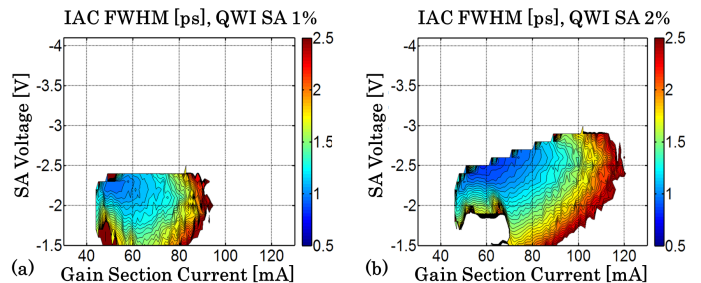 IAC FWHM [ps], QWI SA 1%
IAC FWHM [ps], QWI SA 2%
-4
-3.5
-3
-2.5
-2
-1.5
SA Voltage [V]
40 60 80 100 120
2.5
2
1.5
1
0.5
(a) Gain Section Current [mA]
-4
-3.5
-3
-2.5
-2
-1.5
SA Voltage [V]
40 60 80 100 120
2.5
2
1.5
1
0.5
(b) Gain Section Current [mA]